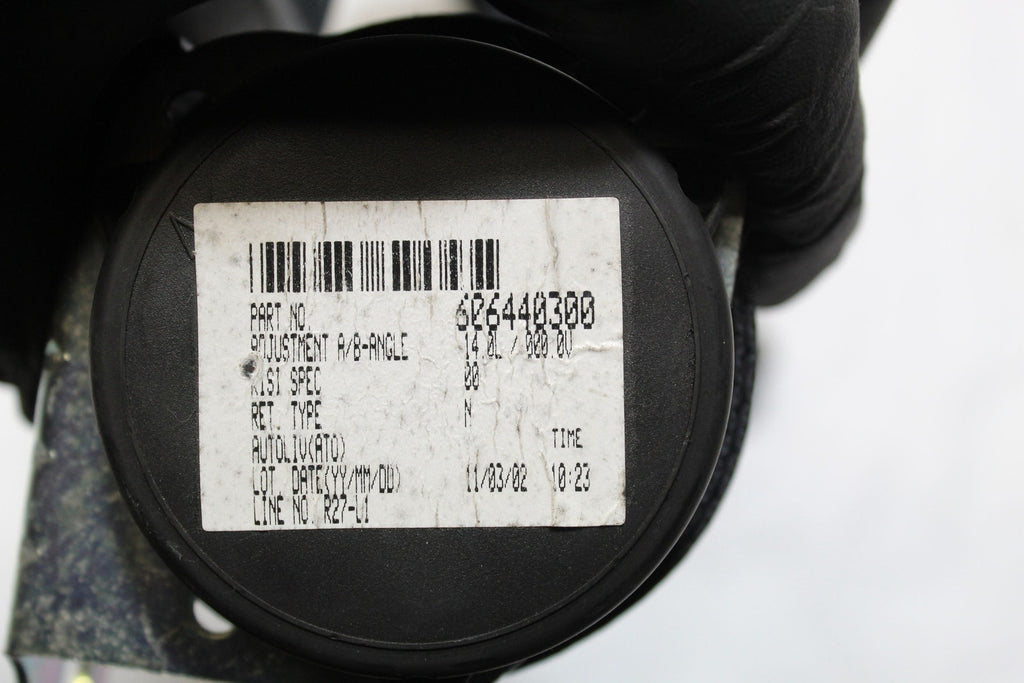 PART NO. 606440300
ADJUSTMENT A/B-ANGLE 14.0L / 000.0V
KISI SPEC 00
RET. TYPE N
AUTOLIV(ATO) TIME
LOT. DATE(YY/MM/DD) 11/03/02 10:23
LINE NO. R27-L1